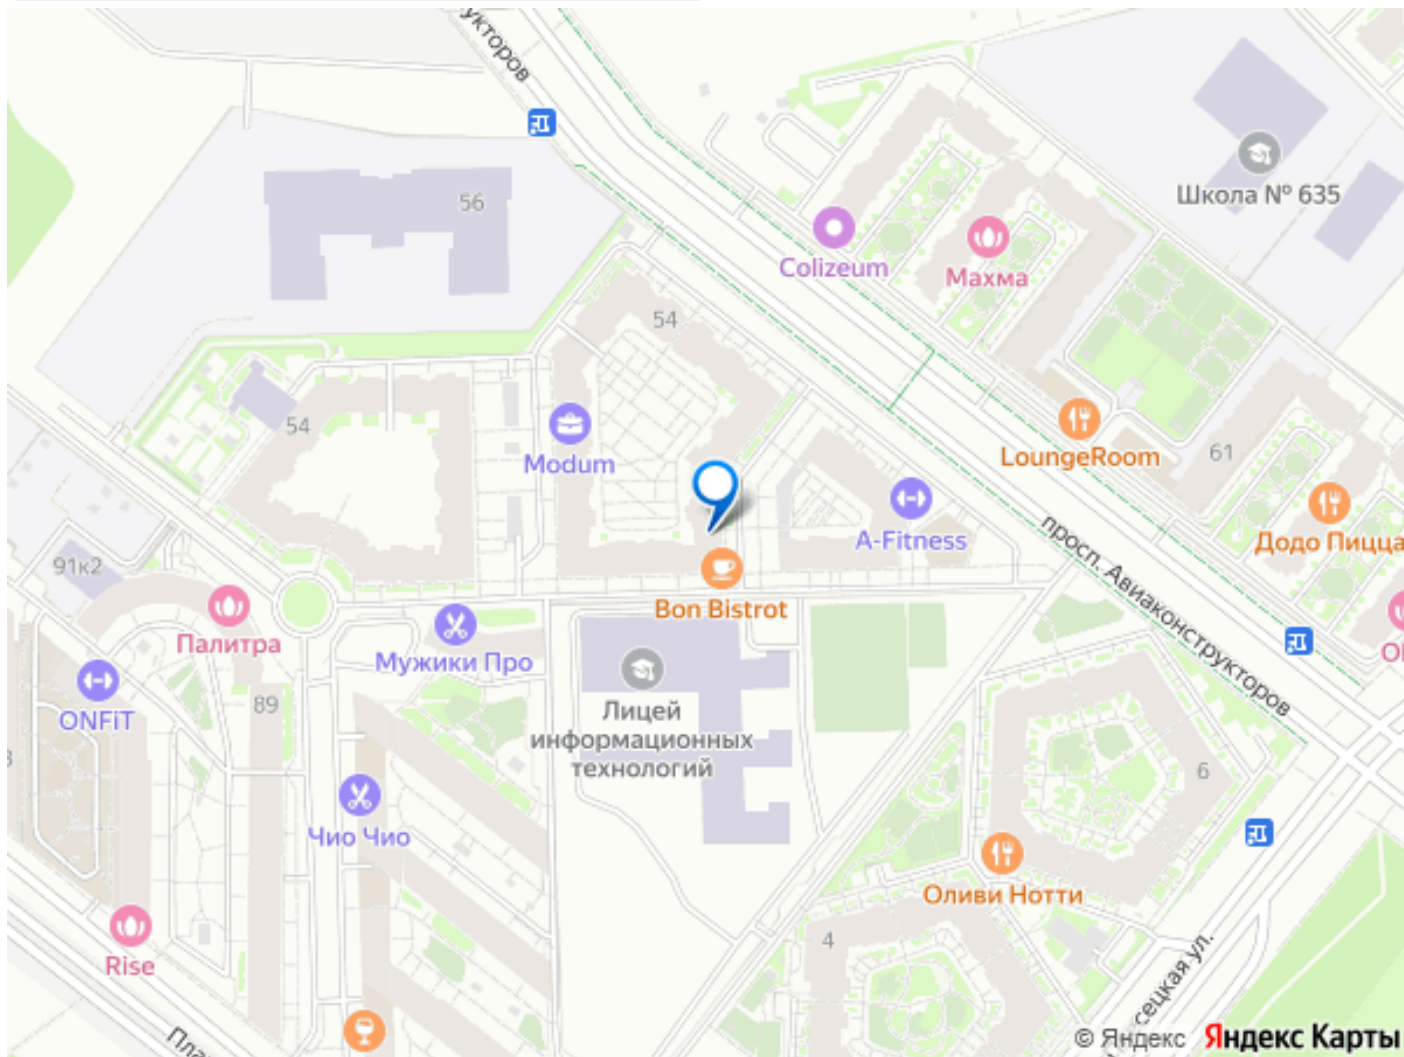 укторов
56
Школа № 635
Colizeum
Махма
54
54
Modum
LoungeRoom
61
A-Fitness
Додо Пицца
просп. Авиаконструкторов
91к2
Bon Bistrot
Палитра
Мужики Про
ONFiT
89
Лицей
информационных
технологий
6
Чио Чио
Оливи Нотти
4
Rise
сецкая ул.
Пла
© Яндекс Яндекс Карты